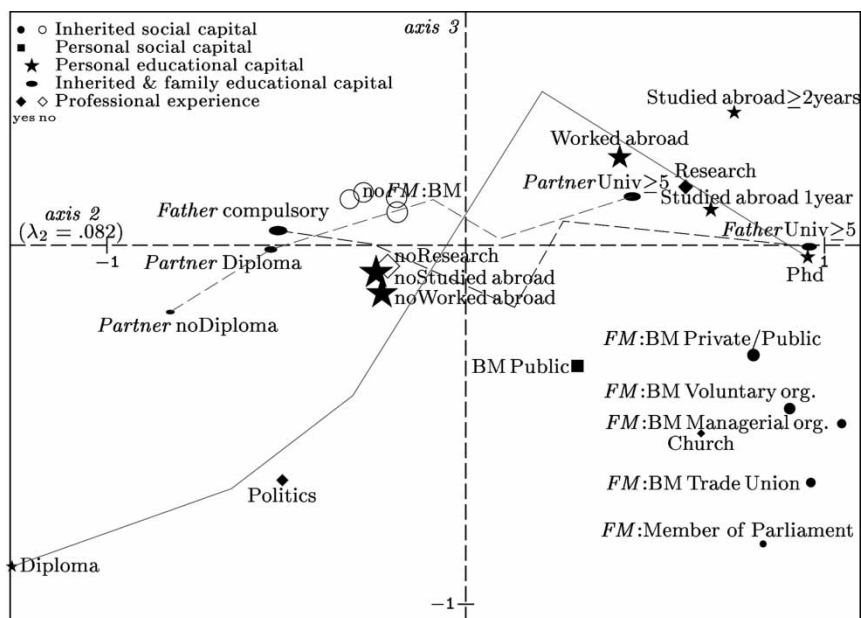 axis 3
Inherited social capital
Personal social capital
Personal educational capital
Inherited & family educational capital
Professional experience
yes no
Studied abroad≥2years
Worked abroad
Research
Partner Univ≥5
Studied abroad 1year
noFM:BM
Father compulsory
axis 2
(λ2 = .082)
Father Univ≥5
-1
1
Partner Diploma
noResearch
noStudied abroad
noWorked abroad
Phd
Partner noDiploma
FM:BM Private/Public
BM Public
FM:BM Voluntary org.
FM:BM Managerial org.
Church
FM:BM Trade Union
Politics
FM:Member of Parliament
Diploma
-1